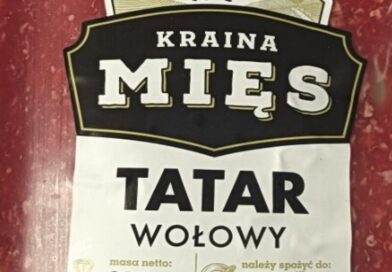 KRAINA
MIĘS
TATAR
WOŁOWY
masa netto: należy spożyć do: